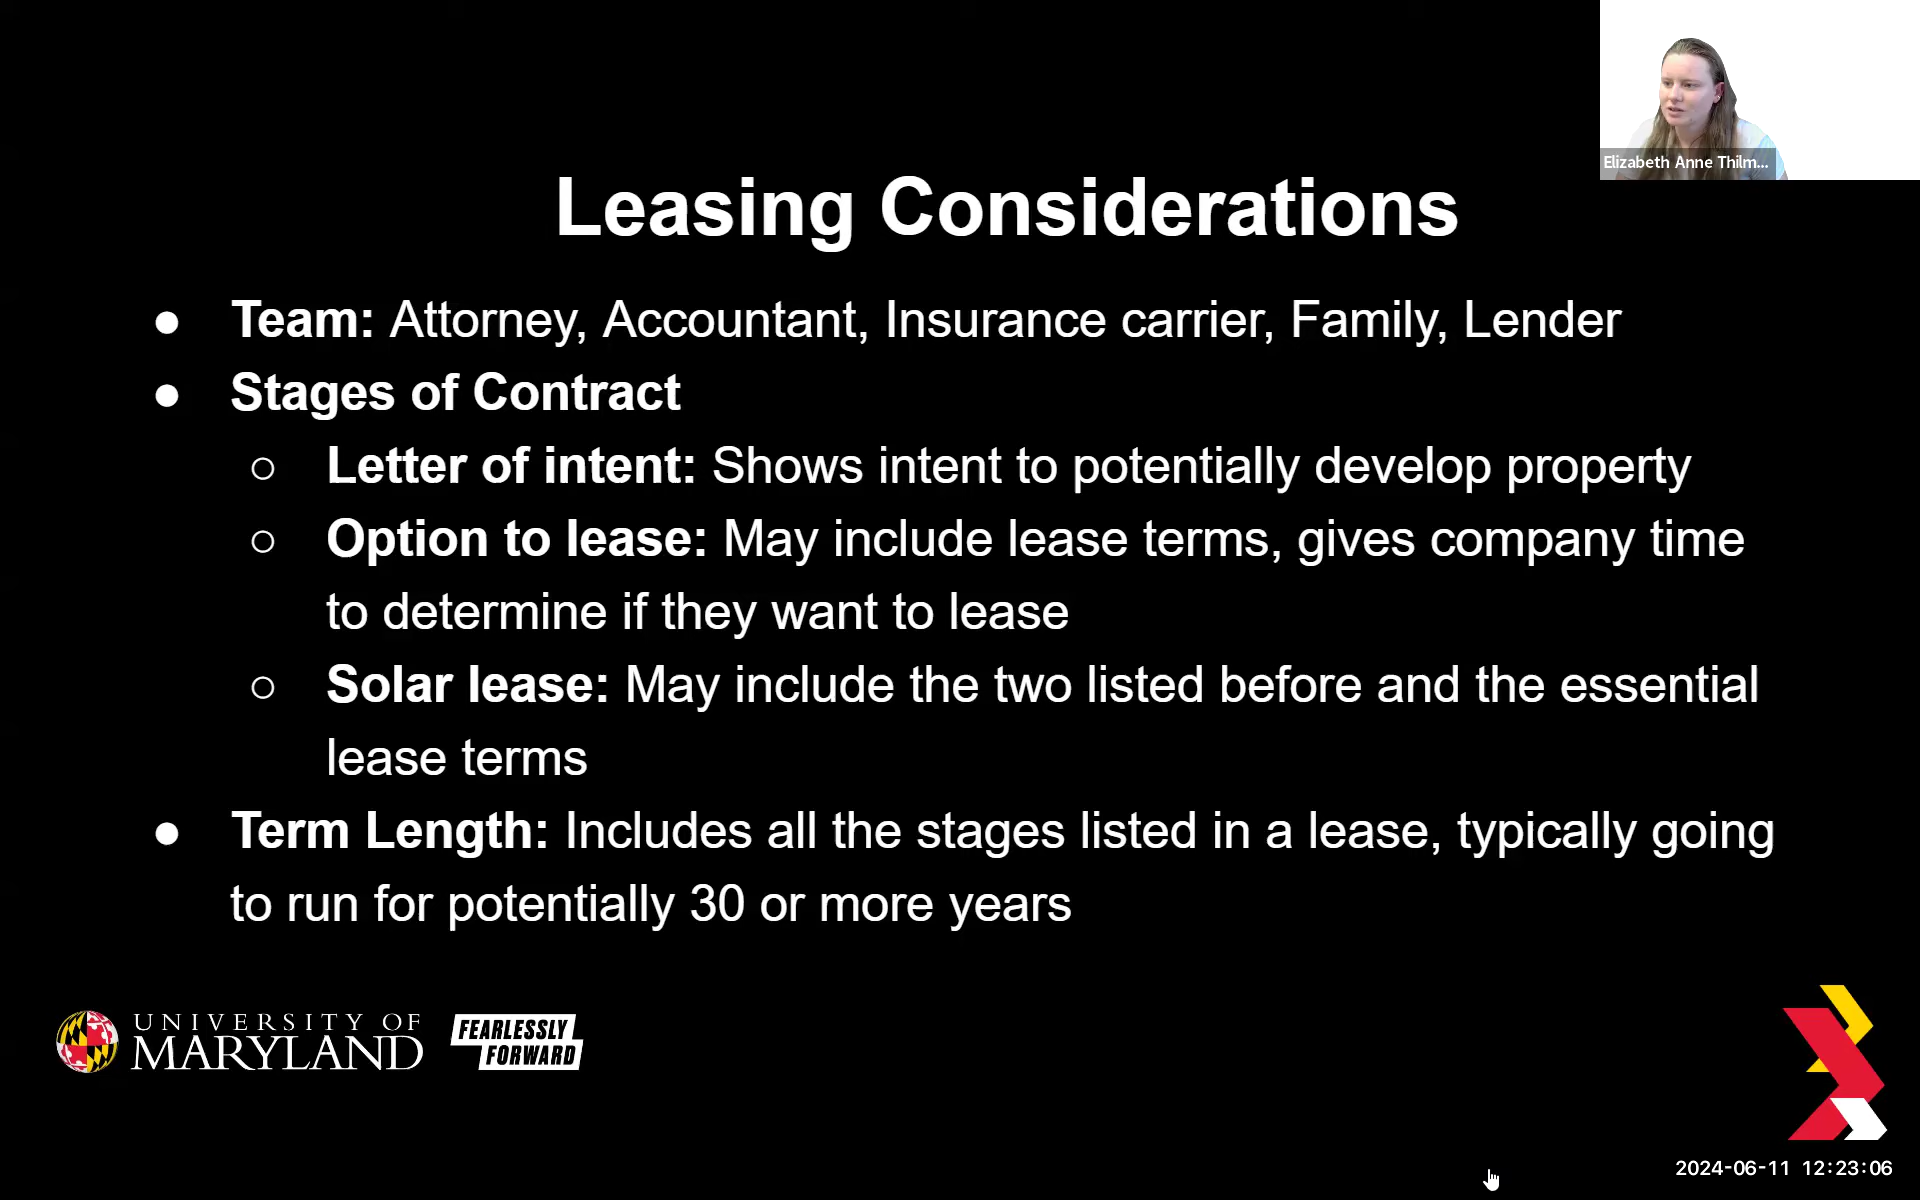 Elizabeth Anne Thilm...
Leasing Considerations
● Team: Attorney, Accountant, Insurance carrier, Family, Lender
● Stages of Contract
○ Letter of intent: Shows intent to potentially develop property
○ Option to lease: May include lease terms, gives company time
to determine if they want to lease
○ Solar lease: May include the two listed before and the essential
lease terms
● Term Length: Includes all the stages listed in a lease, typically going
to run for potentially 30 or more years
UNIVERSITY OF
MARYLAND
FEARLESSLY
FORWARD
2024-06-11 12:23:06